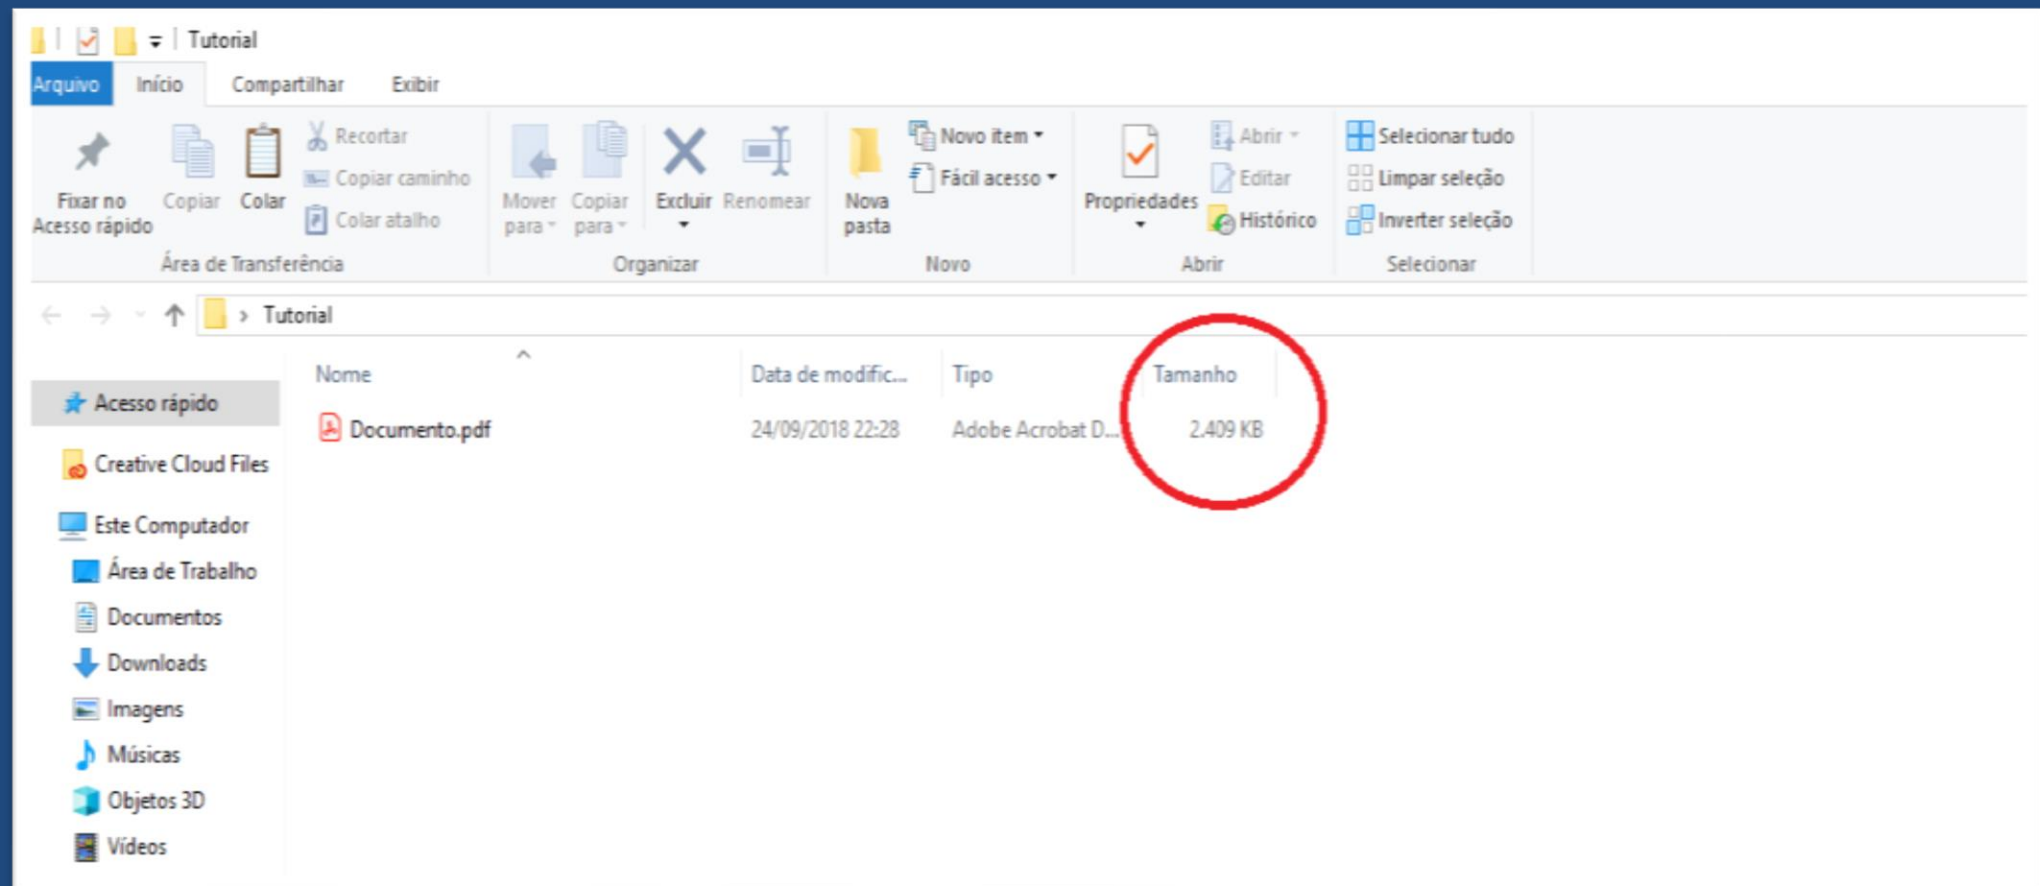 Tutorial
Arquivo Início Compartilhar Exibir
Fixar no Acesso rápido
Copiar
Colar
Recortar
Copiar caminho
Colar atalho
Área de Transferência
Mover para
Copiar para
Excluir
Renomear
Organizar
Nova pasta
Novo item
Fácil acesso
Novo
Propriedades
Abrir
Editar
Histórico
Abrir
Selecionar tudo
Limpar seleção
Inverter seleção
Selecionar
> Tutorial
Nome Data de modific... Tipo Tamanho
Documento.pdf 24/09/2018 22:28 Adobe Acrobat D... 2.409 KB
Acesso rápido
Creative Cloud Files
Este Computador
Área de Trabalho
Documentos
Downloads
Imagens
Músicas
Objetos 3D
Vídeos